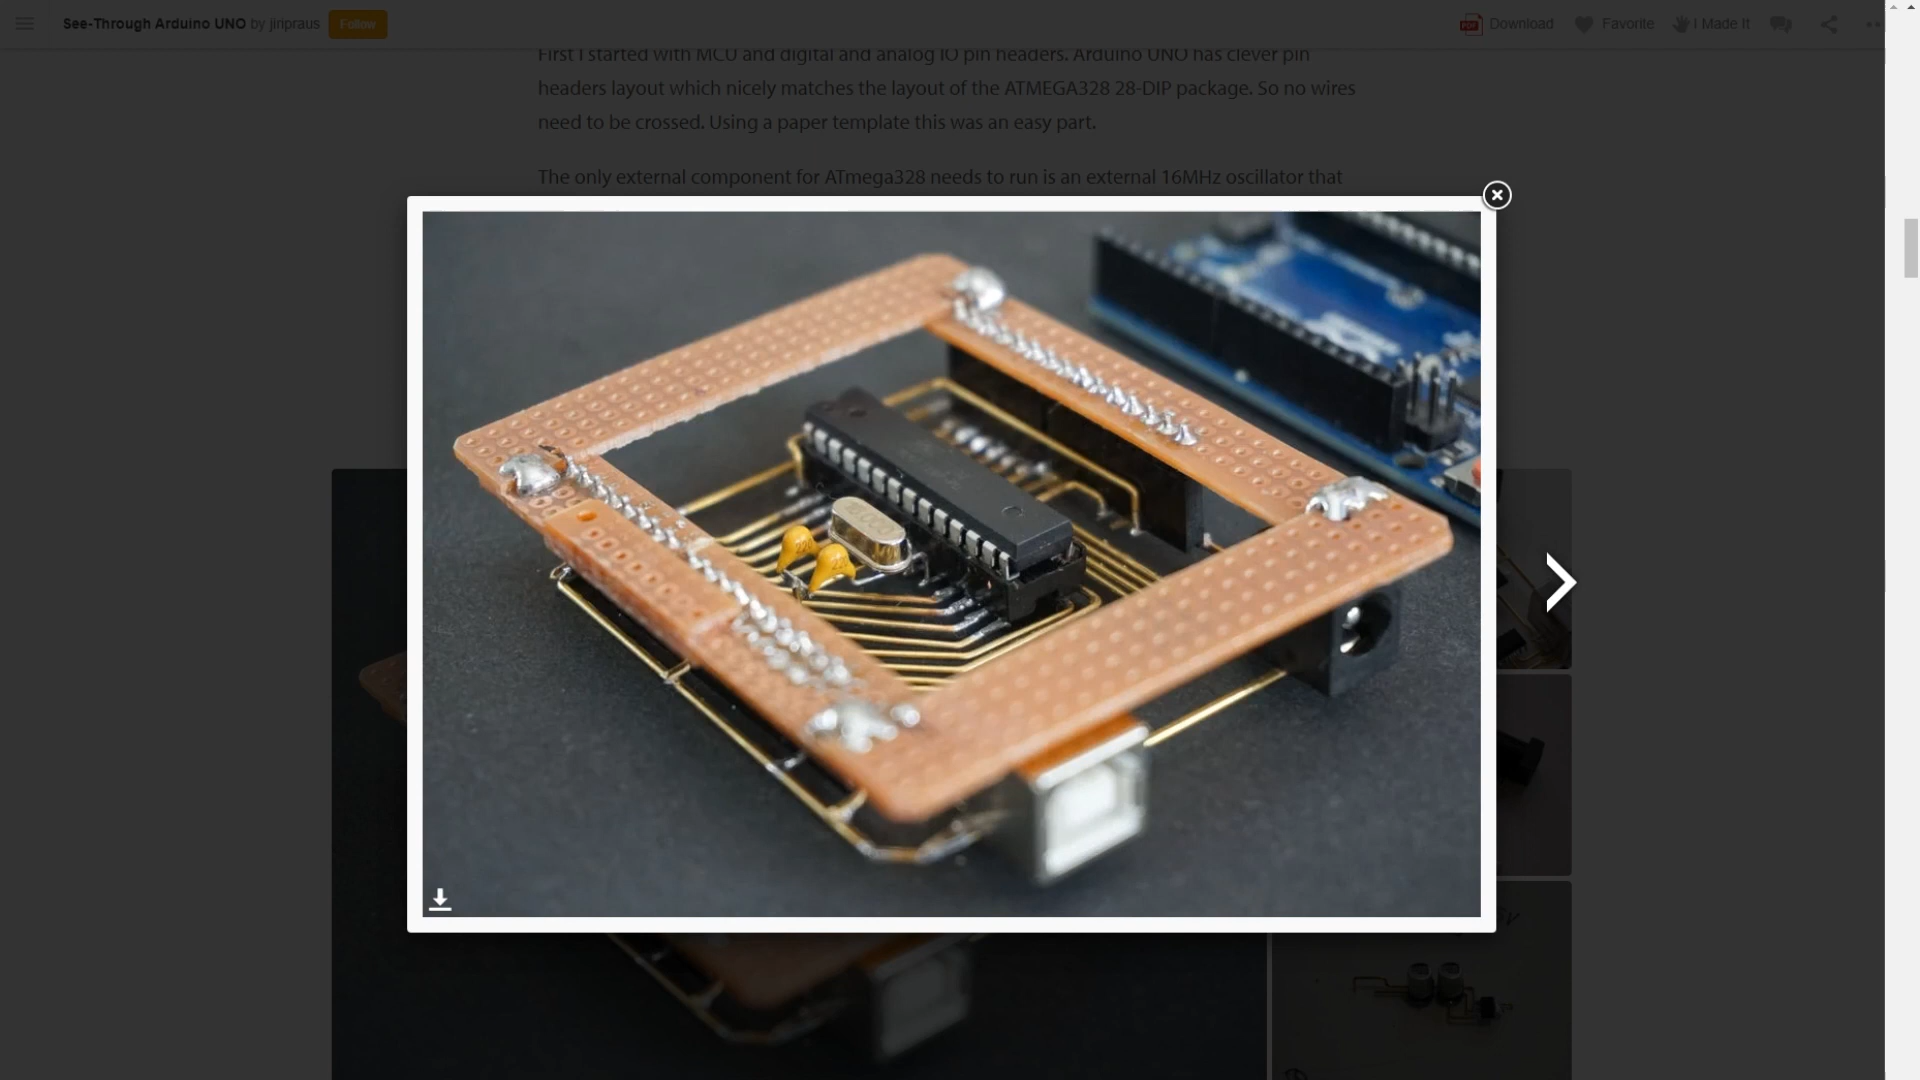 See-Through Arduino UNO by jiripraus
Follow
Download
Favorite
I Made It
First I started with MCU and digital and analog IO pin headers. Arduino UNO has clever pin
headers layout which nicely matches the layout of the ATMEGA328 28-DIP package. So no wires
need to be crossed. Using a paper template this was an easy part.
The only external component for ATmega328 needs to run is an external 16MHz oscillator that
220
22